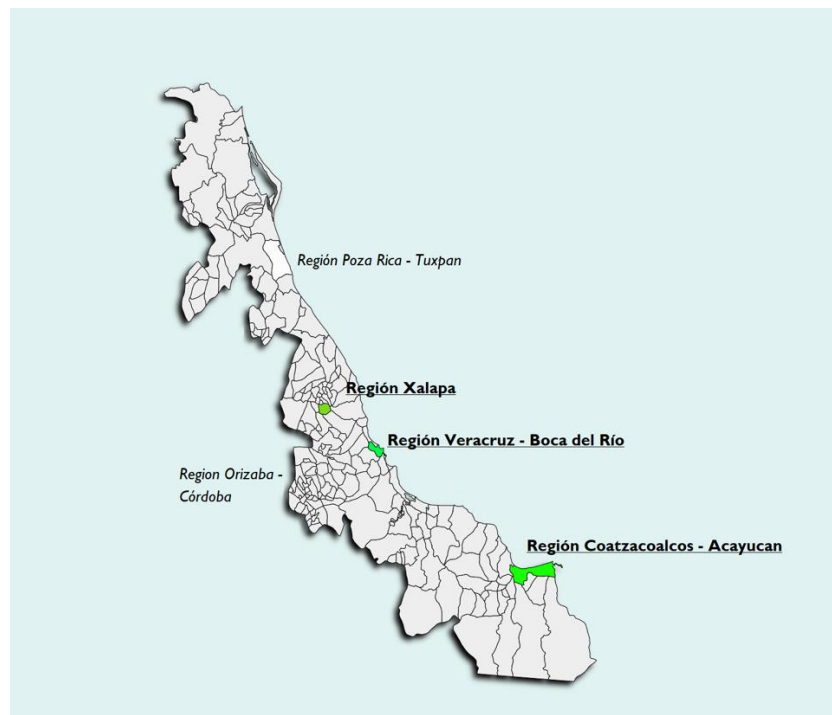 Región Poza Rica - Tuxpan
Región Xalapa
Región Veracruz - Boca del Río
Region Orizaba -
Córdoba
Región Coatzacoalcos - Acayucan